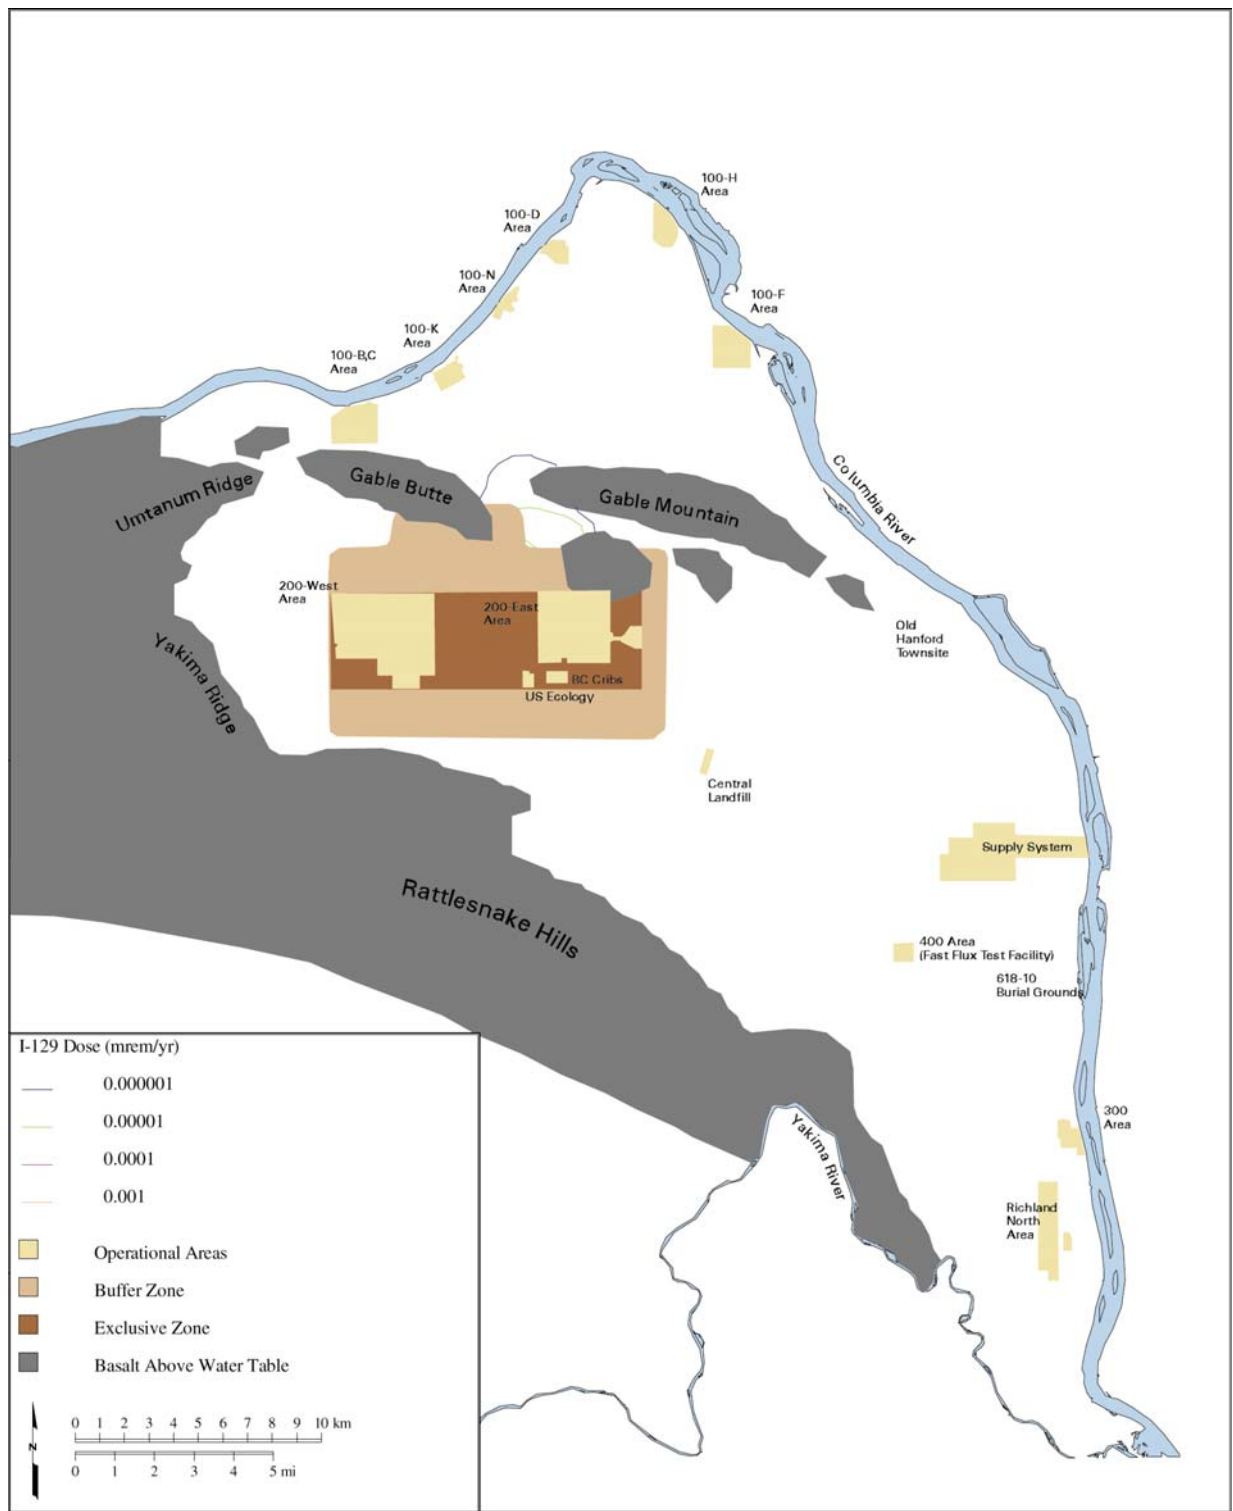 100-H
Area
100-D
Area
100-N
Area
100-F
Area
100-K
Area
100-B,C
Area
Columbia River
Umtanum Ridge
Gable Butte
Gable Mountain
200-West
Area
200-East
Area
Old
Hanford
Townsite
Yakima Ridge
BC Cribs
US Ecology
Central
Landfill
Supply System
Rattlesnake Hills
400 Area
(Fast Flux Test Facility)
618-10
Burial Grounds
300
Area
Yakima River
Richland
North
Area
I-129 Dose (mrem/yr)
0.000001
0.00001
0.0001
0.001
Operational Areas
Buffer Zone
Exclusive Zone
Basalt Above Water Table
N
0 1 2 3 4 5 6 7 8 9 10 km
0 1 2 3 4 5 mi